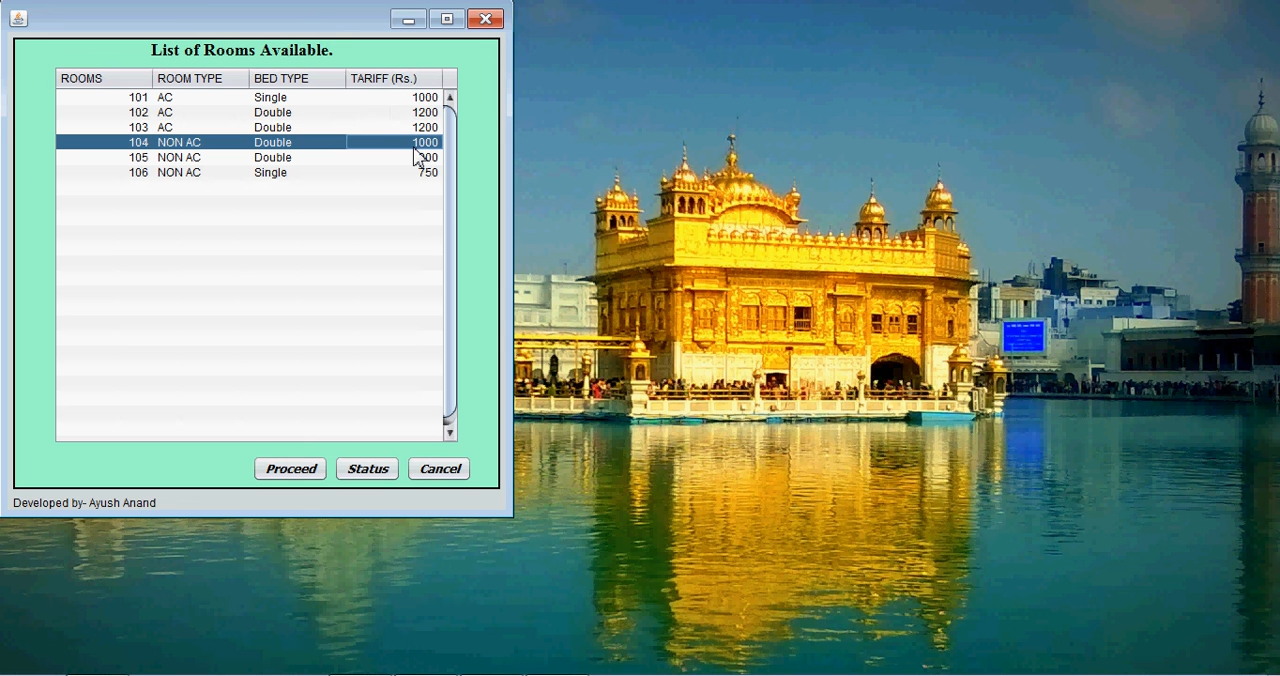 List of Rooms Available.
ROOMS ROOM TYPE BED TYPE TARIFF (Rs.)
101 AC Single 1000
102 AC Double 1200
103 AC Double 1200
104 NON AC Double 1000
105 NON AC Double
106 NON AC Single 750
Proceed Status Cancel
Developed by- Ayush Anand